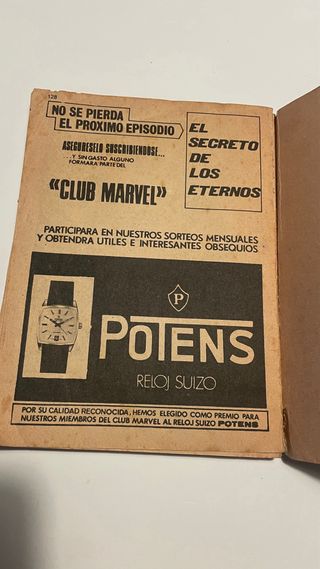 128
NO SE PIERDA
EL PROXIMO EPISODIO
EL
SECRETO
DE
LOS
ETERNOS
ASEGURESELO SUSCRIBIENDOSE...
...Y SIN GASTO ALGUNO
FORMARA PARTE DEL
"CLUB MARVEL"
PARTICIPARA EN NUESTROS SORTEOS MENSUALES
Y OBTENDRA UTILES E INTERESANTES OBSEQUIOS
P
POTENS
RELOJ SUIZO
POR SU CALIDAD RECONOCIDA, HEMOS ELEGIDO COMO PREMIO PARA
NUESTROS MIEMBROS DEL CLUB MARVEL AL RELOJ SUIZO POTENS